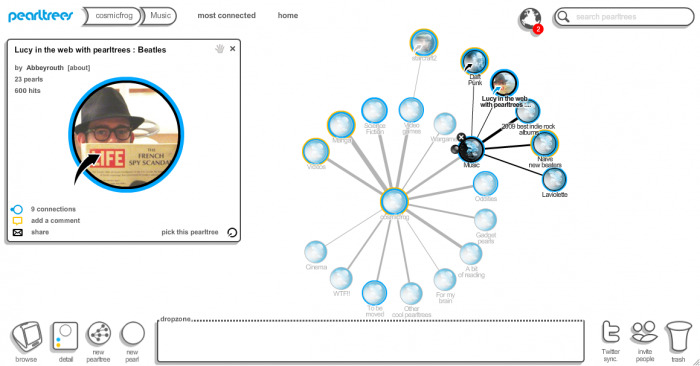 pearltrees
cosmicfrog
Music
most connected
home
2
search pearltrees
Lucy in the web with pearltrees : Beatles
by Abbeyrouth [about]
23 pearls
600 hits
LIFE
THE
FRENCH
SPY SCANDAL
9 connections
add a comment
share
pick this pearltree
starcraft2
Daft
Punk
Lucy in the web
with pearltrees ...
2009 best indie rock
albums
Naive
new beaters
Laviolette
Music
Wargame
Video
games
Science
Fiction
Manga
Videos
cosmicfrog
Oddities
Gadget
pearls
A bit
of reading
For my
brain
Other
cool pearltrees
To be
moved
WTF!!
Cinema
dropzone
browse
detail
new
pearltree
new
pearl
Twitter
sync.
invite
people
trash